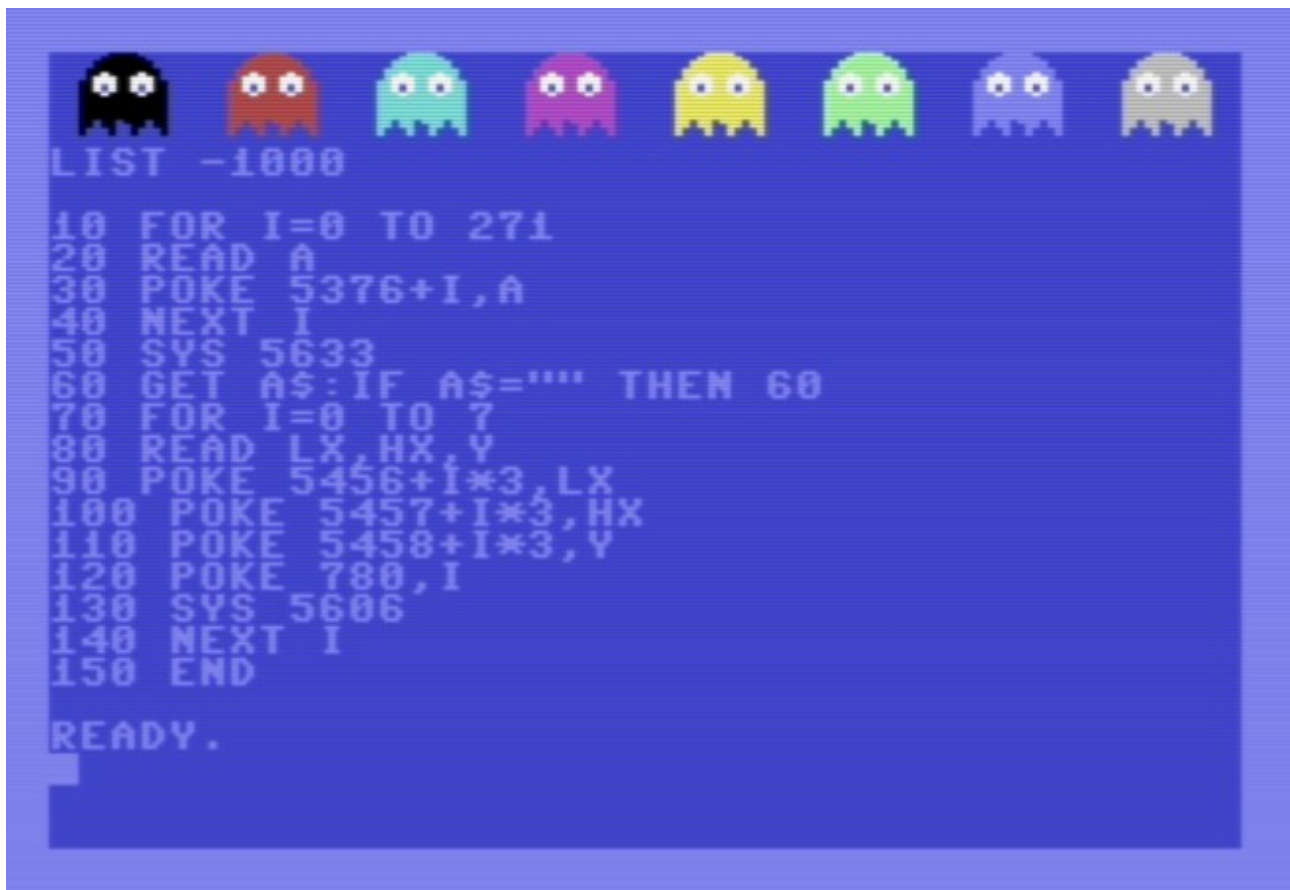 LIST -1000
10 FOR I=0 TO 271
20 READ A
30 POKE 5376+I,A
40 NEXT I
50 SYS 5633
60 GET A$:IF A$="" THEN 60
70 FOR I=0 TO 7
80 READ LX,HX,Y
90 POKE 5456+I*3,LX
100 POKE 5457+I*3,HX
110 POKE 5458+I*3,Y
120 POKE 780,I
130 SYS 5606
140 NEXT I
150 END
READY.